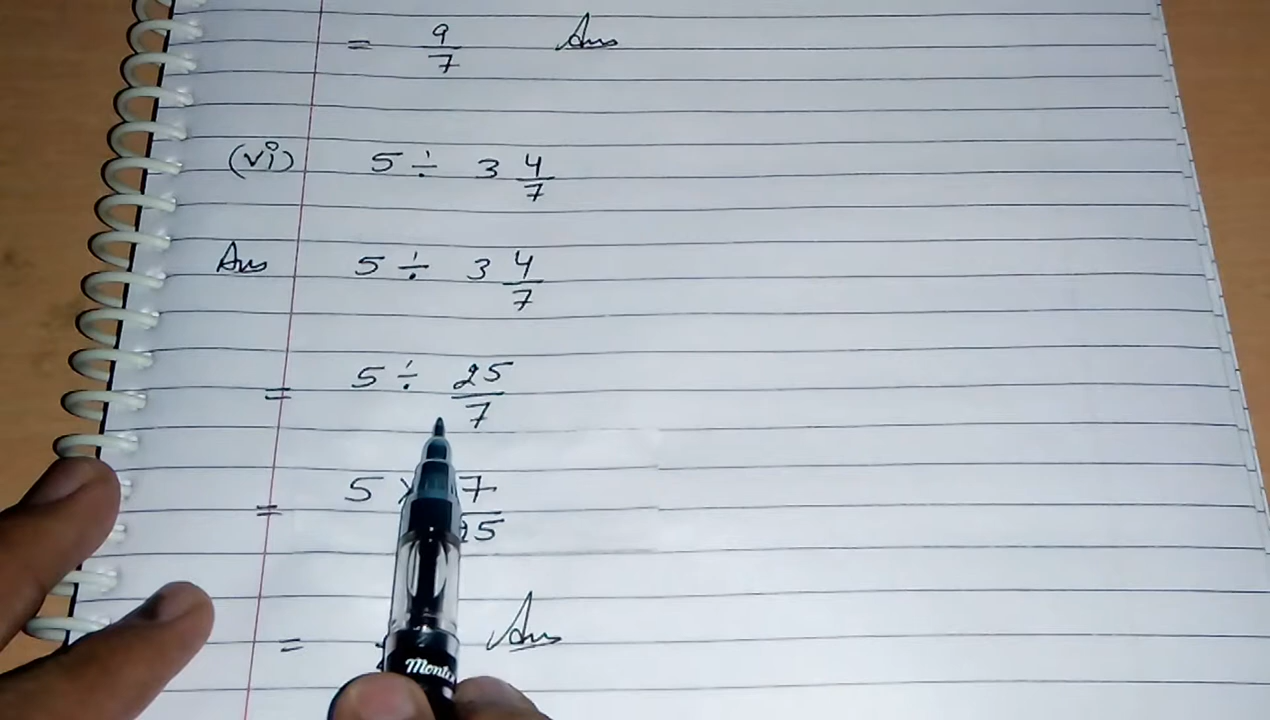 = 9/7 Ans
(vi) 5 ÷ 3 4/7
Ans 5 ÷ 3 4/7
= 5 ÷ 25/7
= 5 × 7/25
= Ans